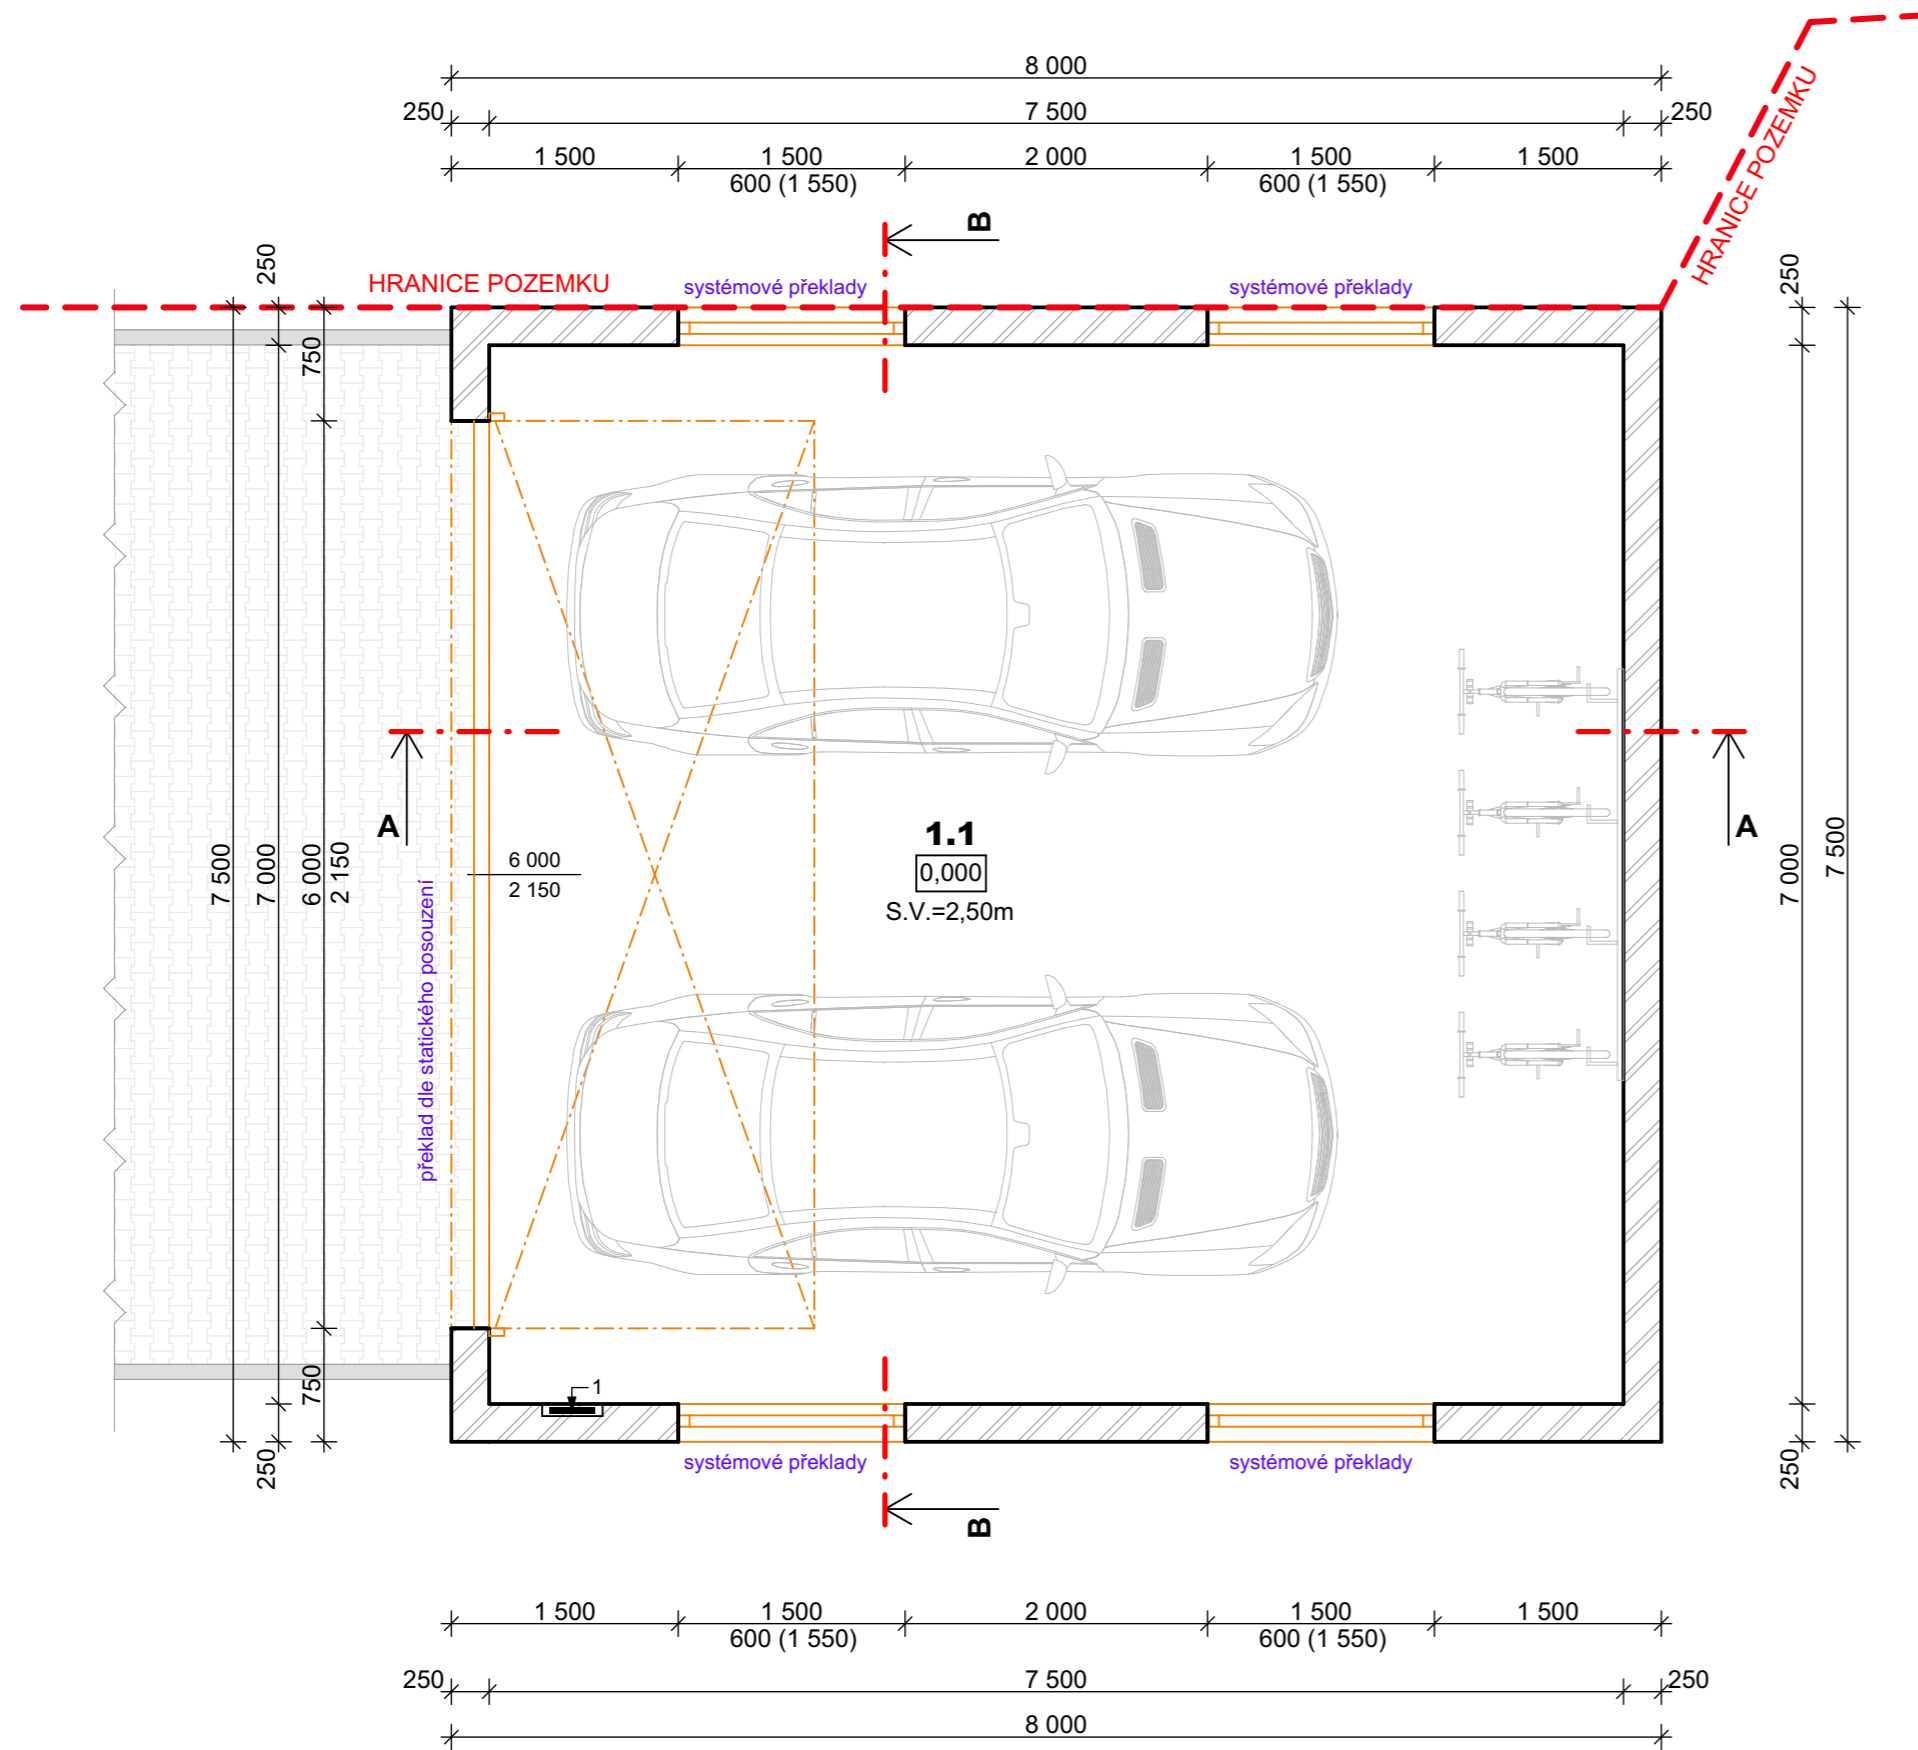 8 000
250
7 500
250
1 500
1 500
2 000
1 500
1 500
600 (1 550)
600 (1 550)
HRANICE POZEMKU
B
250
HRANICE POZEMKU
systémové překlady
systémové překlady
250
750
A
A
1.1
0,000
S.V.=2,50m
6 000
2 150
7 500
7 000
6 000
2 150
překlad dle statického posouzení
7 000
7 500
750
1
250
systémové překlady
systémové překlady
250
B
1 500
1 500
2 000
1 500
1 500
600 (1 550)
600 (1 550)
250
7 500
250
8 000